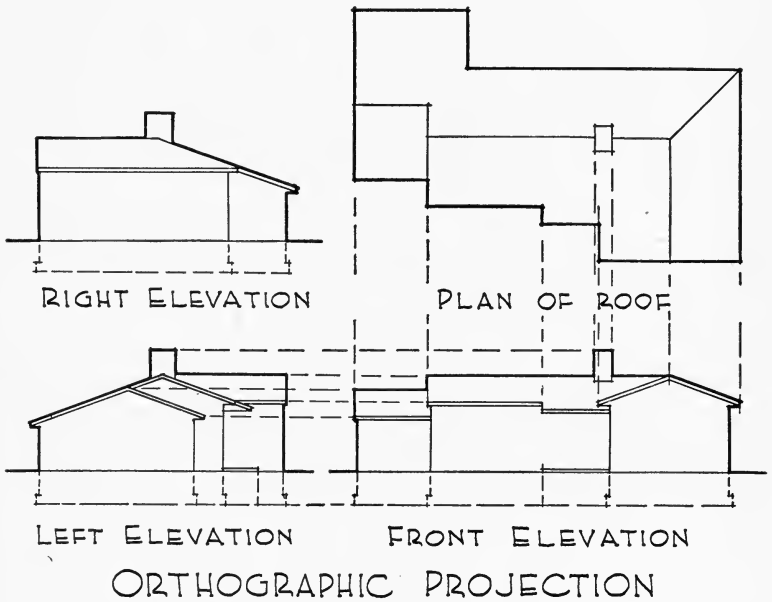 RIGHT ELEVATION
PLAN OF ROOF
LEFT ELEVATION
FRONT ELEVATION
ORTHOGRAPHIC PROJECTION